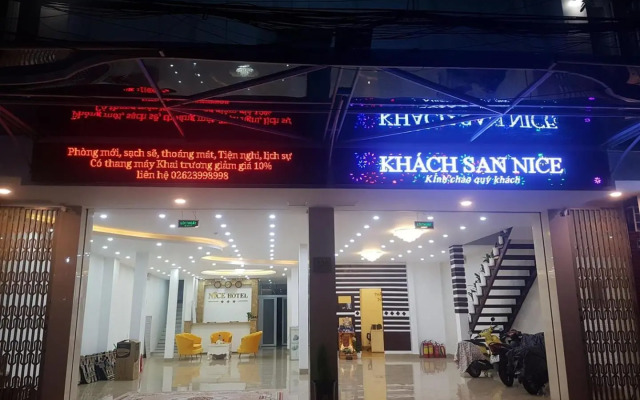 Phòng mới, sạch sẽ, thoáng mát, Tiện nghi, lịch sự
Có thang máy Khai trương giảm giá 10%
liên hệ 02623998998
KHÁCH SẠN NICE
Kính chào quý khách
NICE HOTEL